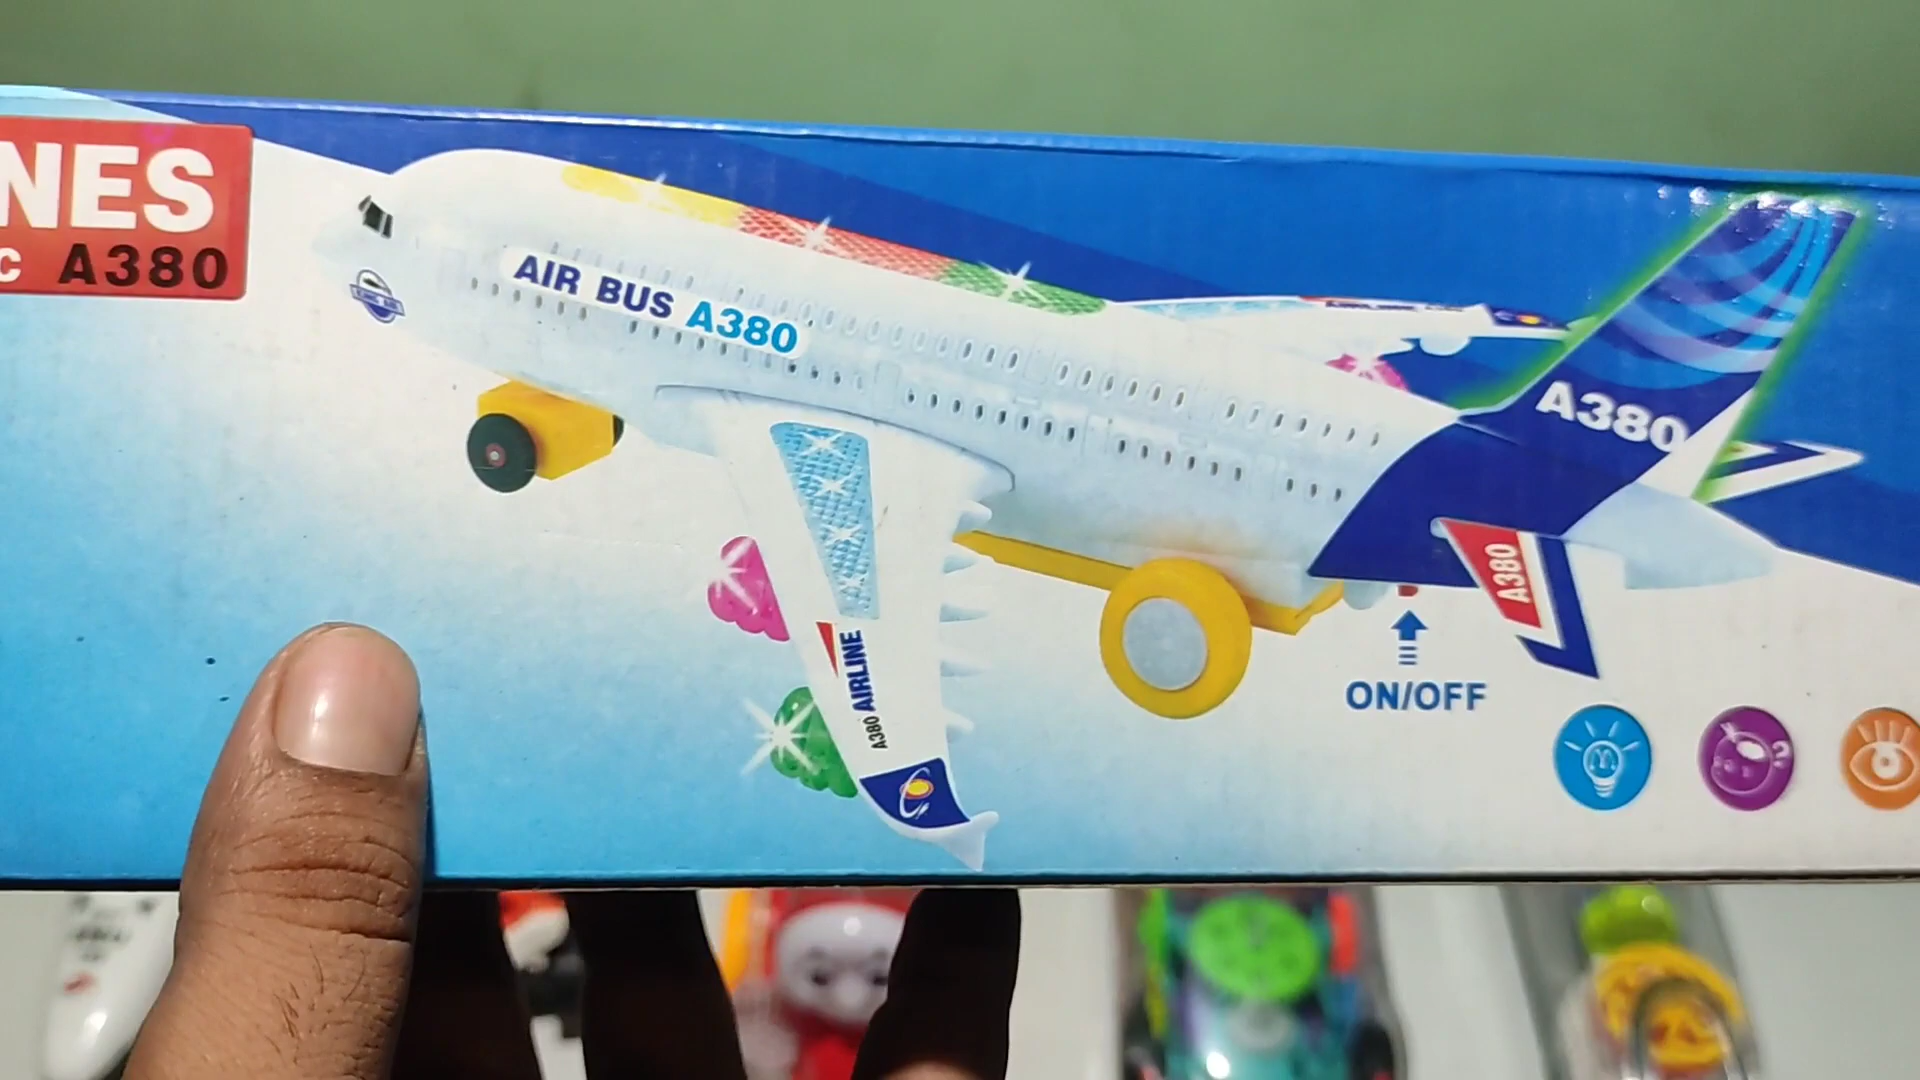 NES
C A380
AIR BUS A380
A380
A380
A380 AIRLINE
ON/OFF